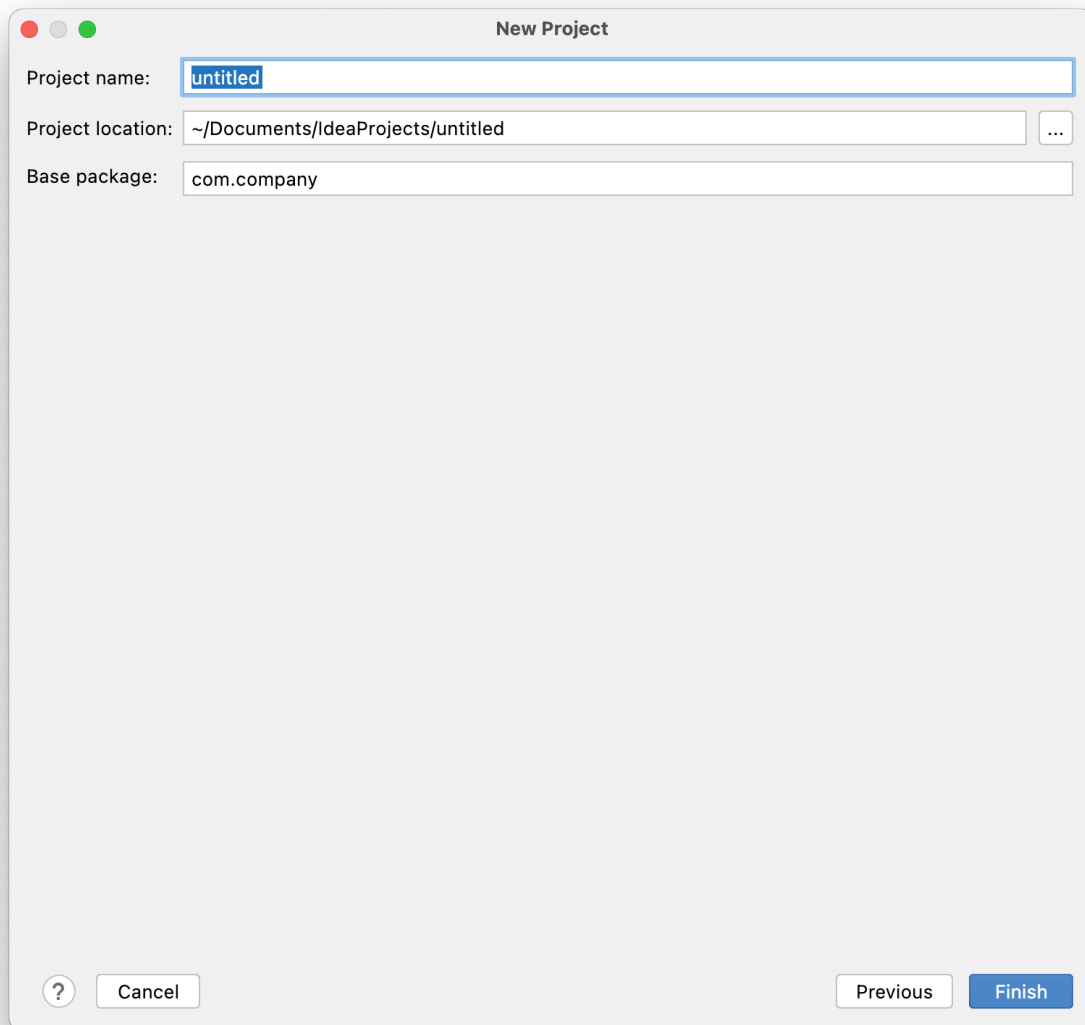 New Project
Project name: untitled
Project location: ~/Documents/IdeaProjects/untitled ...
Base package: com.company
? Cancel Previous Finish